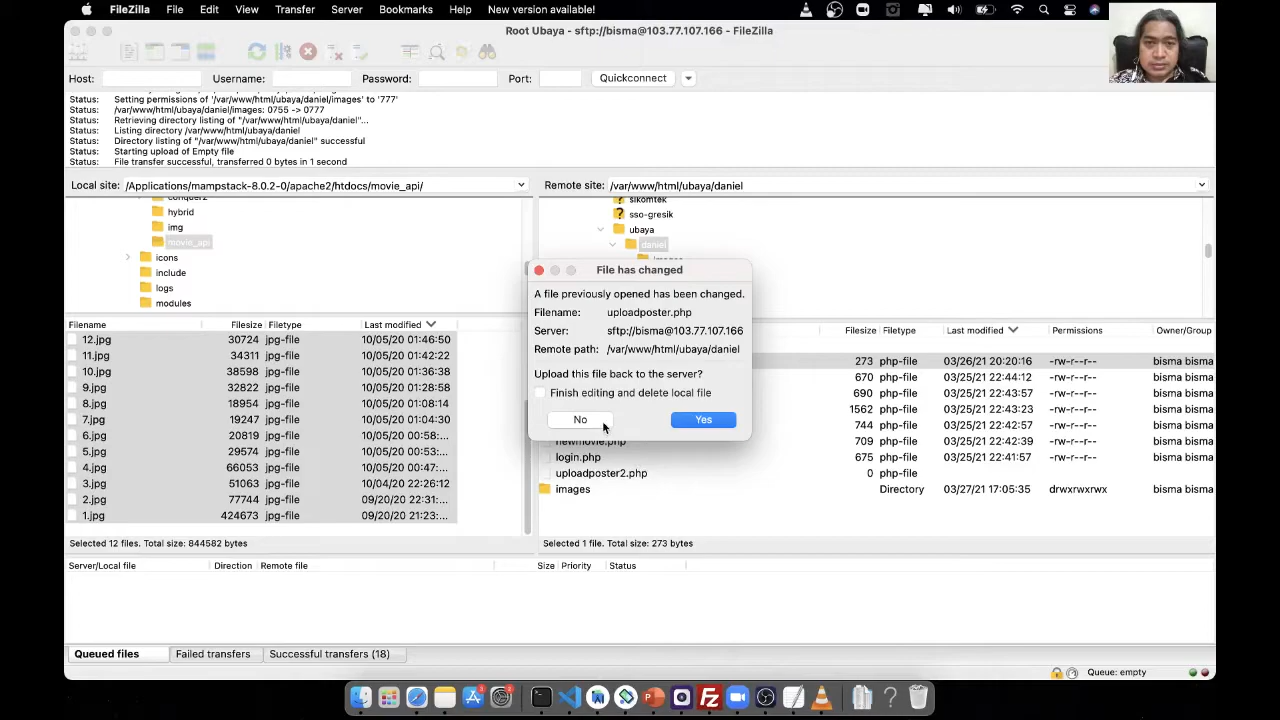 FileZilla File Edit View Transfer Server Bookmarks Help New version available!
Root Ubaya - sftp://bisma@103.77.107.166 - FileZilla
Host: Username: Password: Port: Quickconnect
Status: Setting permissions of '/var/www/html/ubaya/daniel/images' to '777'
Status: /var/www/html/ubaya/daniel/images: 0755 -> 0777
Status: Retrieving directory listing of "/var/www/html/ubaya/daniel"...
Status: Listing directory /var/www/html/ubaya/daniel
Status: Directory listing of "/var/www/html/ubaya/daniel" successful
Status: Starting upload of Empty file
Status: File transfer successful, transferred 0 bytes in 1 second
Local site: /Applications/mampstack-8.0.2-0/apache2/htdocs/movie_api/
hybrid
img
movie_api
icons
include
logs
modules
Remote site: /var/www/html/ubaya/daniel
sikomtek
sso-gresik
ubaya
daniel
Filename Filesize Filetype Last modified
12.jpg 30724 jpg-file 10/05/20 01:46:50
11.jpg 34311 jpg-file 10/05/20 01:42:22
10.jpg 38598 jpg-file 10/05/20 01:36:38
9.jpg 32822 jpg-file 10/05/20 01:28:58
8.jpg 18954 jpg-file 10/05/20 01:08:14
7.jpg 19247 jpg-file 10/05/20 01:04:30
6.jpg 20819 jpg-file 10/05/20 00:58:...
5.jpg 29574 jpg-file 10/05/20 00:53:...
4.jpg 66053 jpg-file 10/05/20 00:47:...
3.jpg 51063 jpg-file 10/04/20 22:26:12
2.jpg 77744 jpg-file 09/20/20 22:31:...
1.jpg 424673 jpg-file 09/20/20 21:23:...
Selected 12 files. Total size: 844582 bytes
File has changed
A file previously opened has been changed.
Filename: uploadposter.php
Server: sftp://bisma@103.77.107.166
Remote path: /var/www/html/ubaya/daniel
Upload this file back to the server?
Finish editing and delete local file
No Yes
Filesize Filetype Last modified Permissions Owner/Group
273 php-file 03/26/21 20:20:16 -rw-r--r-- bisma bisma
670 php-file 03/25/21 22:44:12 -rw-r--r-- bisma bisma
690 php-file 03/25/21 22:43:57 -rw-r--r-- bisma bisma
1562 php-file 03/25/21 22:43:23 -rw-r--r-- bisma bisma
744 php-file 03/25/21 22:42:57 -rw-r--r-- bisma bisma
newmovie.php 709 php-file 03/25/21 22:42:39 -rw-r--r-- bisma bisma
login.php 675 php-file 03/25/21 22:41:57 -rw-r--r-- bisma bisma
uploadposter2.php 0 php-file
images Directory 03/27/21 17:05:35 drwxrwxrwx bisma bisma
Selected 1 file. Total size: 273 bytes
Server/Local file Direction Remote file Size Priority Status
Queued files Failed transfers Successful transfers (18)
Queue: empty